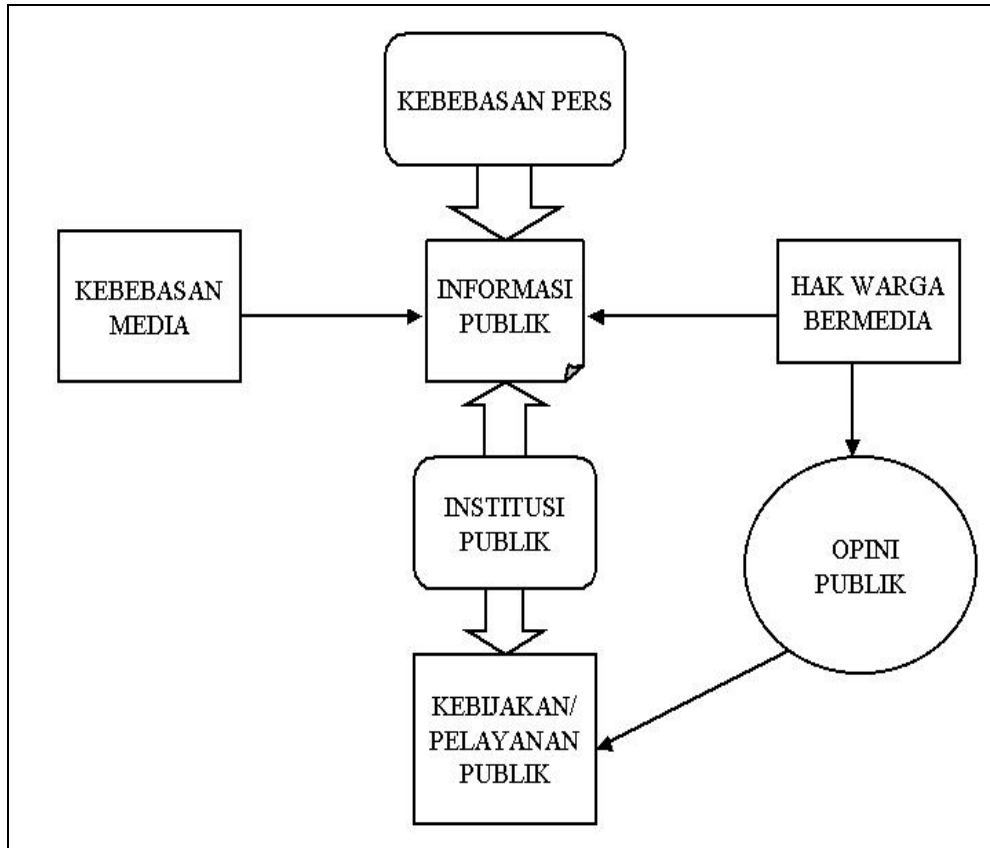 KEBEBASAN PERS
KEBEBASAN
MEDIA
INFORMASI
PUBLIK
HAK WARGA
BERMEDIA
INSTITUSI
PUBLIK
OPINI
PUBLIK
KEBIJAKAN/
PELAYANAN
PUBLIK